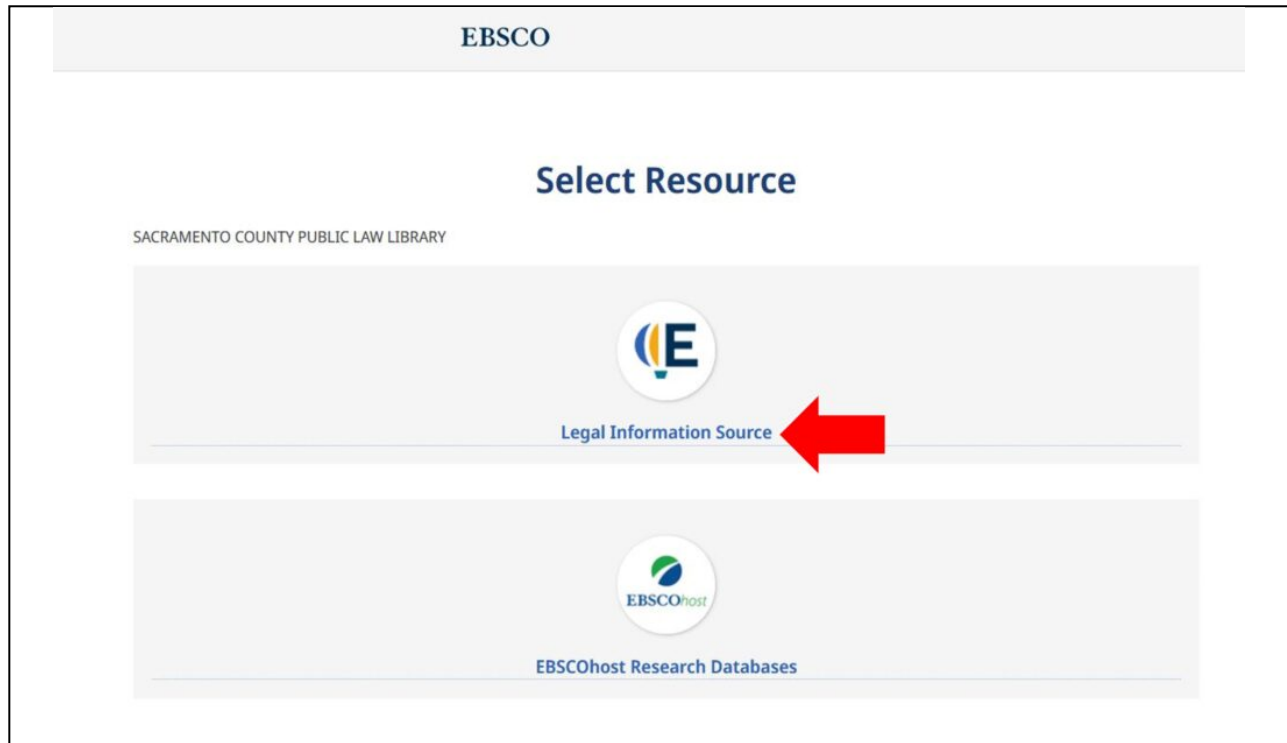 EBSCO
Select Resource
SACRAMENTO COUNTY PUBLIC LAW LIBRARY
E
Legal Information Source
EBSCOhost
EBSCOhost Research Databases